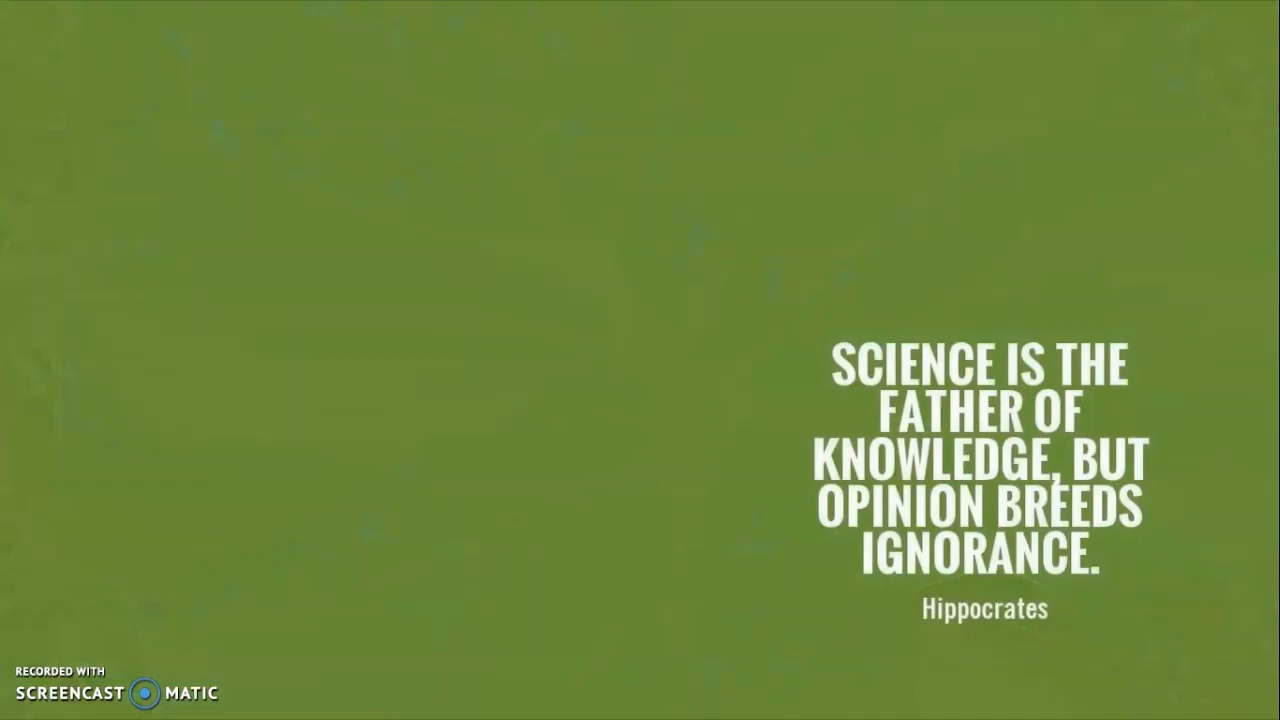 SCIENCE IS THE
FATHER OF
KNOWLEDGE, BUT
OPINION BREEDS
IGNORANCE.
Hippocrates
RECORDED WITH
SCREENCAST MATIC